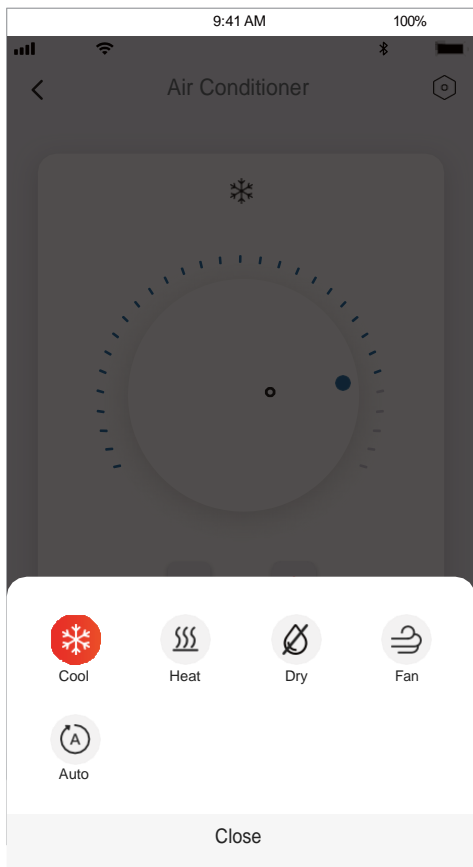 9:41 AM 100%
Air Conditioner
Cool Heat Dry Fan
A
Auto
Close